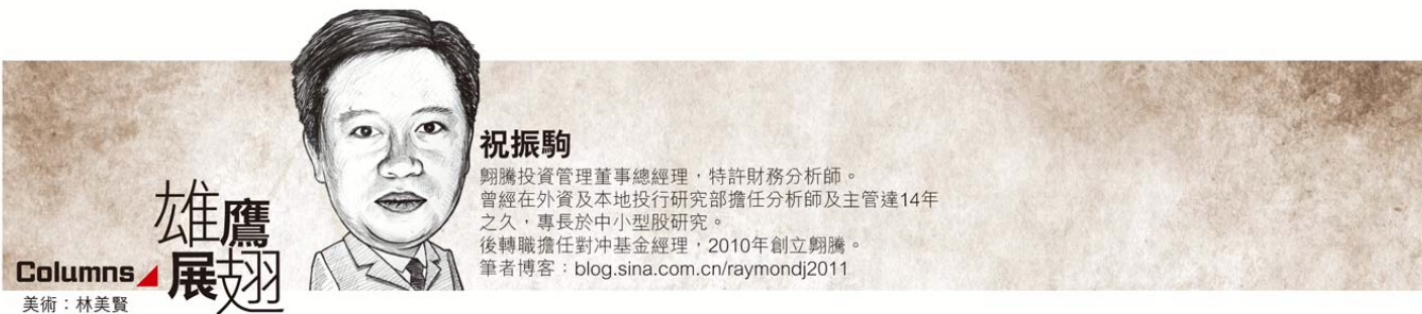 雄鷹
展翅
Columns
美術：林美賢
祝振駒
翺騰投資管理董事總經理，特許財務分析師。
曾經在外資及本地投行研究部擔任分析師及主管達14年
之久，專長於中小型股研究。
後轉職擔任對冲基金經理，2010年創立翺騰。
筆者博客：blog.sina.com.cn/raymondj2011